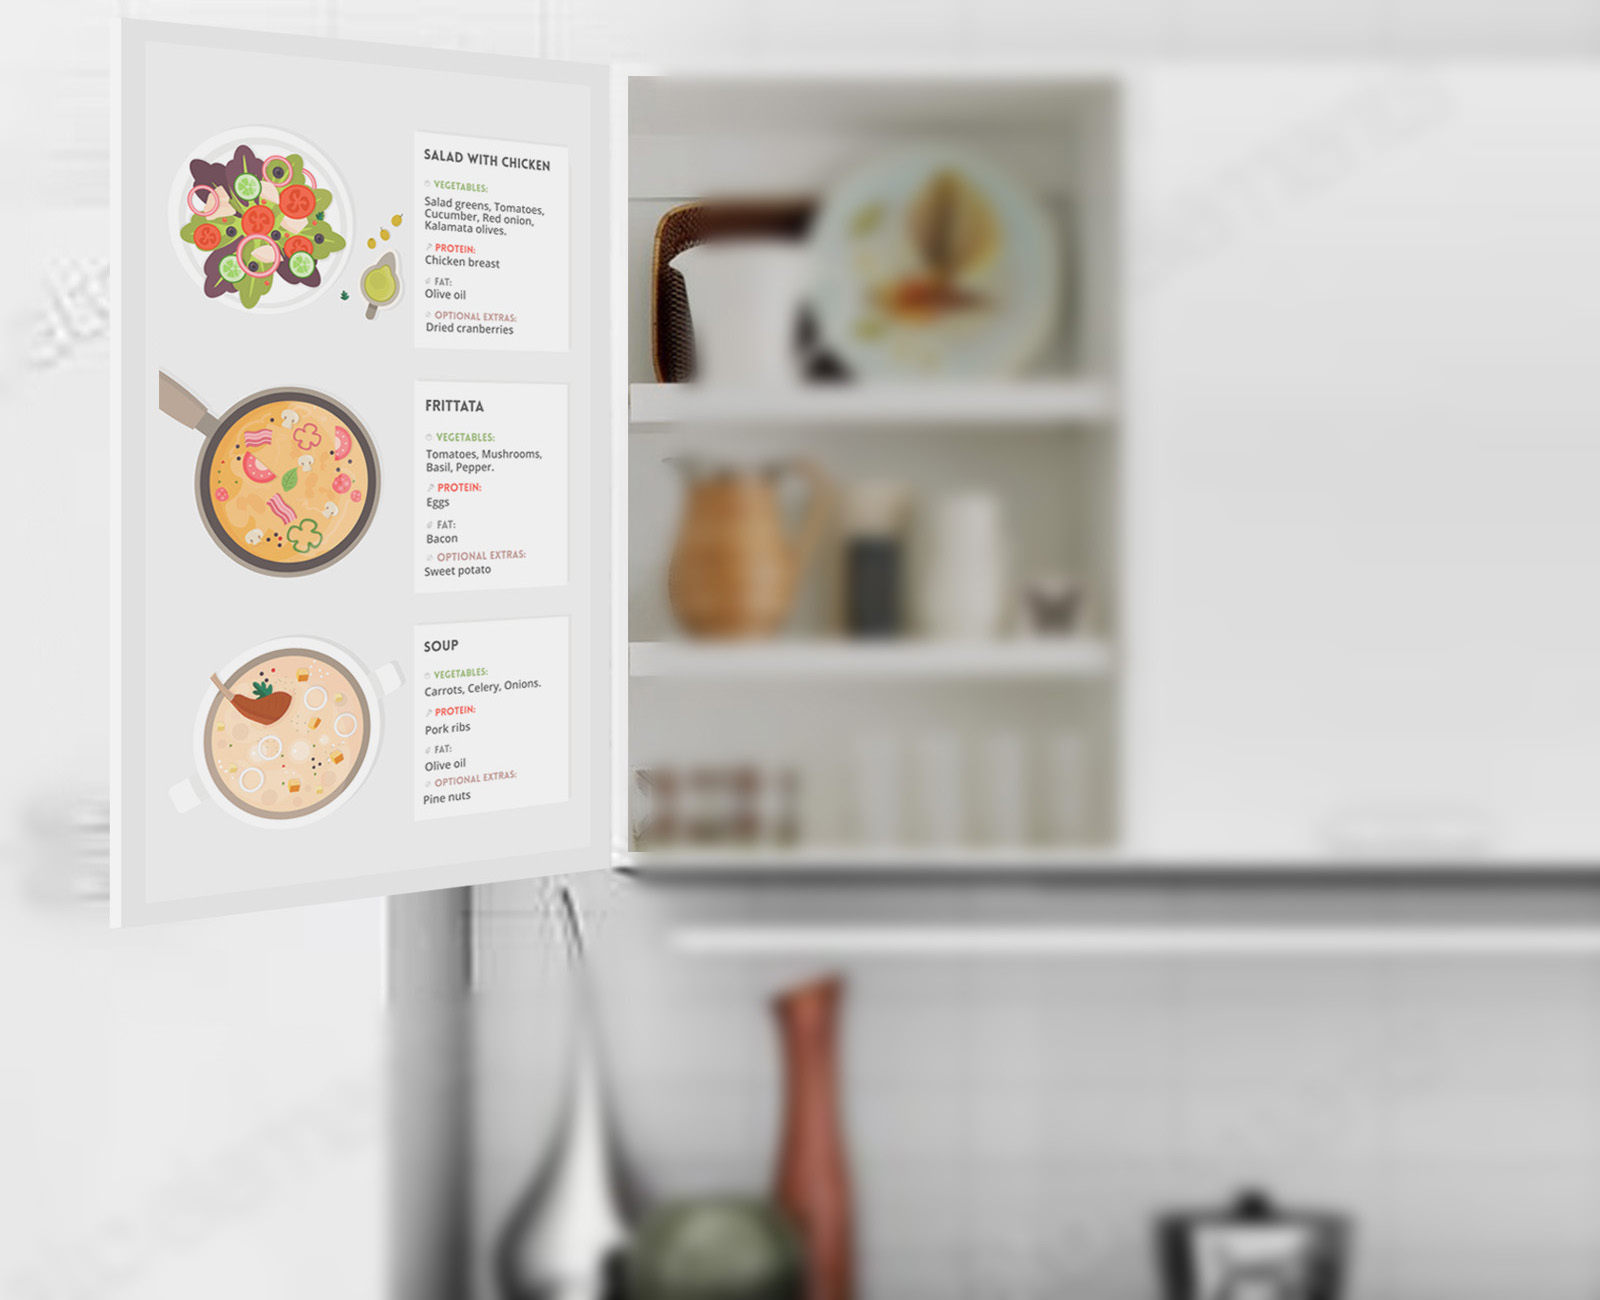 SALAD WITH CHICKEN
VEGETABLES:
Salad greens, Tomatoes,
Cucumber, Red onion,
Kalamata olives.
PROTEIN:
Chicken breast
FAT:
Olive oil
OPTIONAL EXTRAS:
Dried cranberries
FRITTATA
VEGETABLES:
Tomatoes, Mushrooms,
Basil, Pepper.
PROTEIN:
Eggs
FAT:
Bacon
OPTIONAL EXTRAS:
Sweet potato
SOUP
VEGETABLES:
Carrots, Celery, Onions.
PROTEIN:
Pork ribs
FAT:
Olive oil
OPTIONAL EXTRAS:
Pine nuts